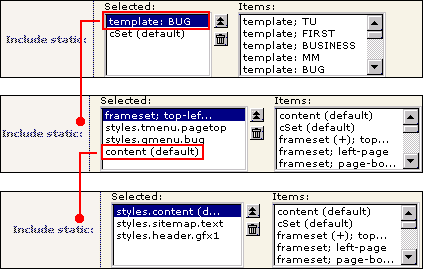 Selected: Items:
Include static:
template: BUG
cSet (default)
template; TU
template; FIRST
template; BUSINESS
template; MM
template; BUG
Selected: Items:
Include static:
frameset; top-lef...
styles.tmenu.pagetop
styles.qmenu.bug
content (default)
content (default)
cSet (default)
frameset (+); top...
frameset; left-page
frameset; page-bo...
Selected: Items:
Include static:
styles.content (d...
styles.sitemap.text
styles.header.gfx1
content (default)
cSet (default)
frameset (+); top...
frameset; left-page
frameset; page-bo...